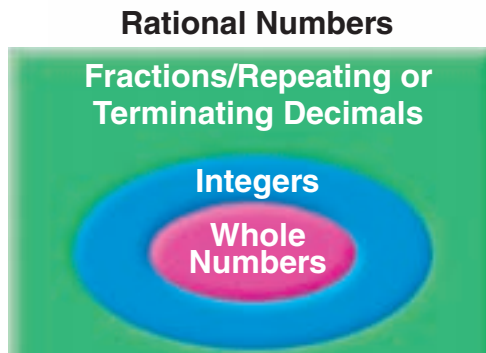 Rational Numbers
Fractions/Repeating or
Terminating Decimals
Integers
Whole
Numbers